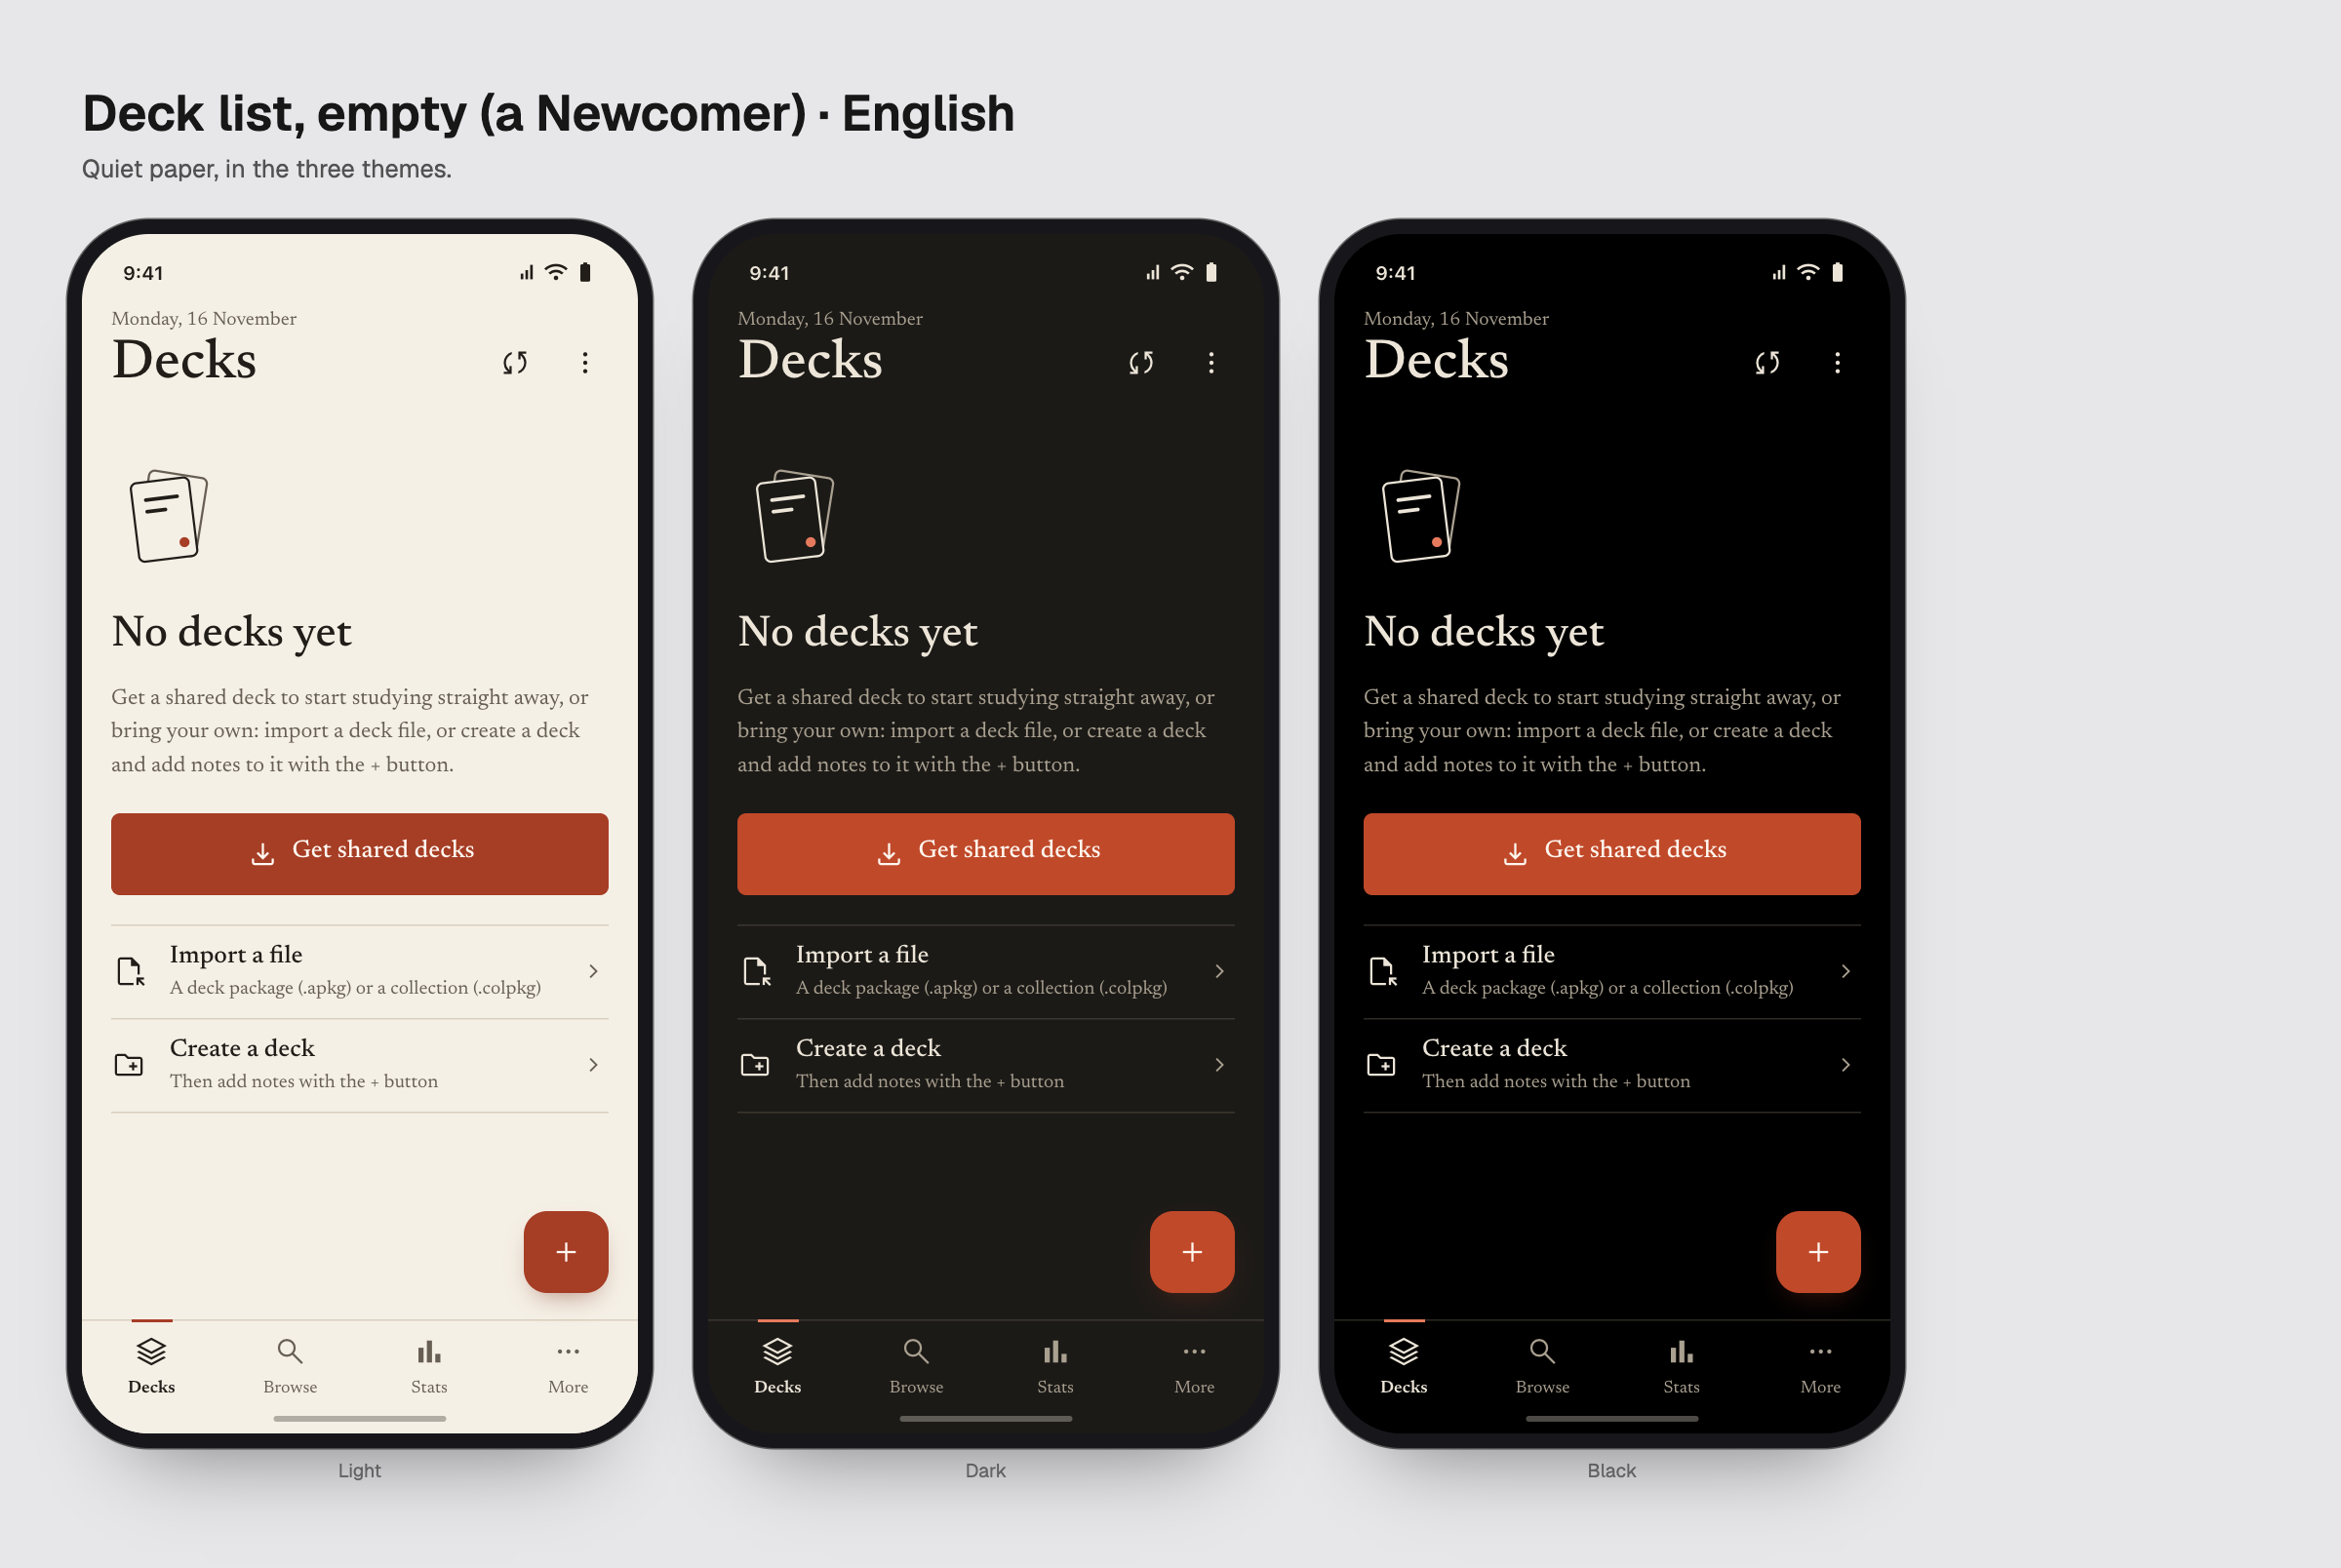 Deck list, empty (a Newcomer) · English
Quiet paper, in the three themes.
9:41
Monday, 16 November
Decks
No decks yet
Get a shared deck to start studying straight away, or
bring your own: import a deck file, or create a deck
and add notes to it with the + button.
Get shared decks
Import a file
A deck package (.apkg) or a collection (.colpkg)
Create a deck
Then add notes with the + button
Decks
Browse
Stats
More
Light
9:41
Monday, 16 November
Decks
No decks yet
Get a shared deck to start studying straight away, or
bring your own: import a deck file, or create a deck
and add notes to it with the + button.
Get shared decks
Import a file
A deck package (.apkg) or a collection (.colpkg)
Create a deck
Then add notes with the + button
Decks
Browse
Stats
More
Dark
9:41
Monday, 16 November
Decks
No decks yet
Get a shared deck to start studying straight away, or
bring your own: import a deck file, or create a deck
and add notes to it with the + button.
Get shared decks
Import a file
A deck package (.apkg) or a collection (.colpkg)
Create a deck
Then add notes with the + button
Decks
Browse
Stats
More
Black